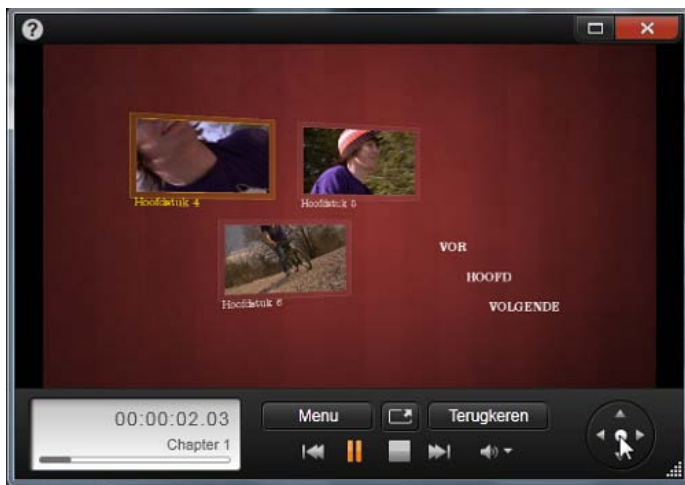 ?
Hoofdstuk 4
Hoofdstuk 5
Hoofdstuk 6
VOR
HOOFD
VOLGENDE
00:00:02.03
Chapter 1
Menu
Terugkeren